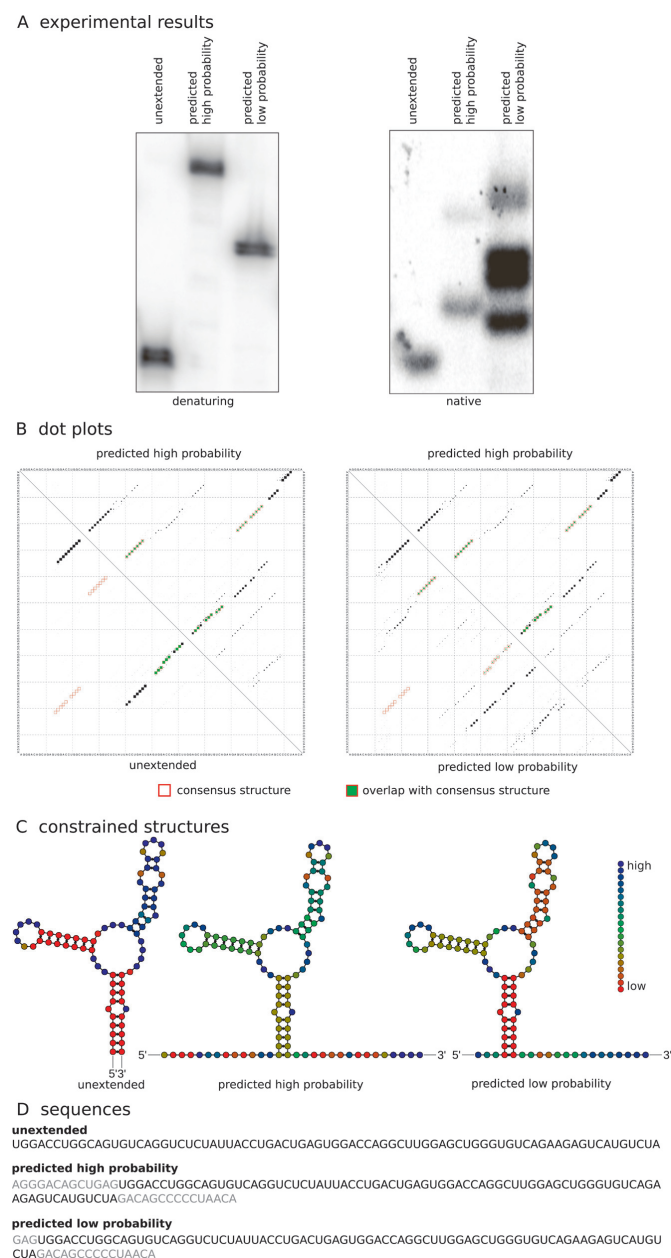 A experimental results
unextended
predicted
high probability
predicted
low probability
unextended
predicted
high probability
predicted
low probability
denaturing
native
B dot plots
predicted high probability
predicted high probability
unextended
predicted low probability
consensus structure
overlap with consensus structure
C constrained structures
high
low
5'
3'
5'
3'
5'3'
unextended
predicted high probability
predicted low probability
D sequences
unextended
UGGACCUGGCAGUGUCAGGUCUCUAUUACCUGACUGAGUGGACCAGGCUUGGAGCUGGGUGUCAGAAGAGUCAUGUCUA
predicted high probability
AGGGACAGCUGAGUGGACCUGGCAGUGUCAGGUCUCUAUUACCUGACUGAGUGGACCAGGCUUGGAGCUGGGUGUCAGA
AGAGUCAUGUCUAGACAGCCCCCUAACA
predicted low probability
GAGUGGACCUGGCAGUGUCAGGUCUCUAUUACCUGACUGAGUGGACCAGGCUUGGAGCUGGGUGUCAGAAGAGUCAUGU
CUAGACAGCCCCCUAACA